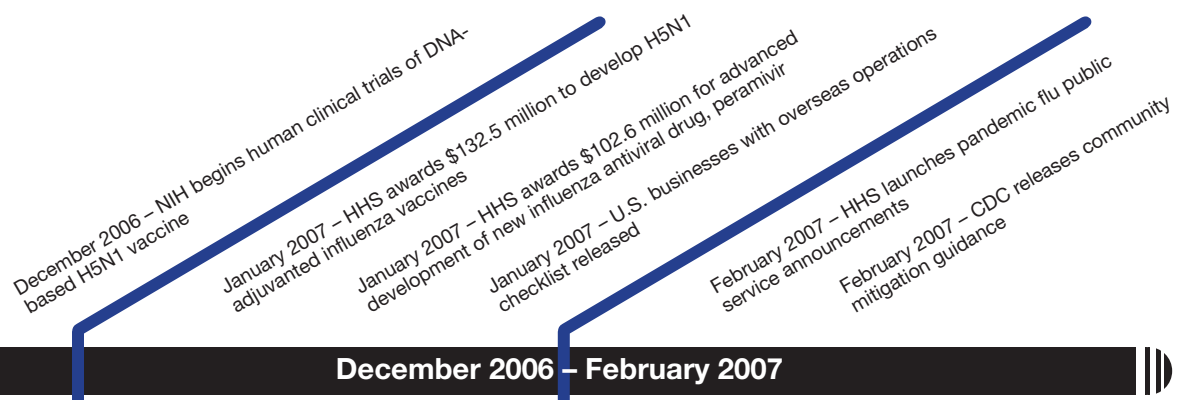 December 2006 – NIH begins human clinical trials of DNA-
based H5N1 vaccine
January 2007 – HHS awards $132.5 million to develop H5N1
adjuvanted influenza vaccines
January 2007 – HHS awards $102.6 million for advanced
development of new influenza antiviral drug, peramivir
January 2007 – U.S. businesses with overseas operations
checklist released
February 2007 – HHS launches pandemic flu public
service announcements
February 2007 – CDC releases community
mitigation guidance
December 2006 – February 2007